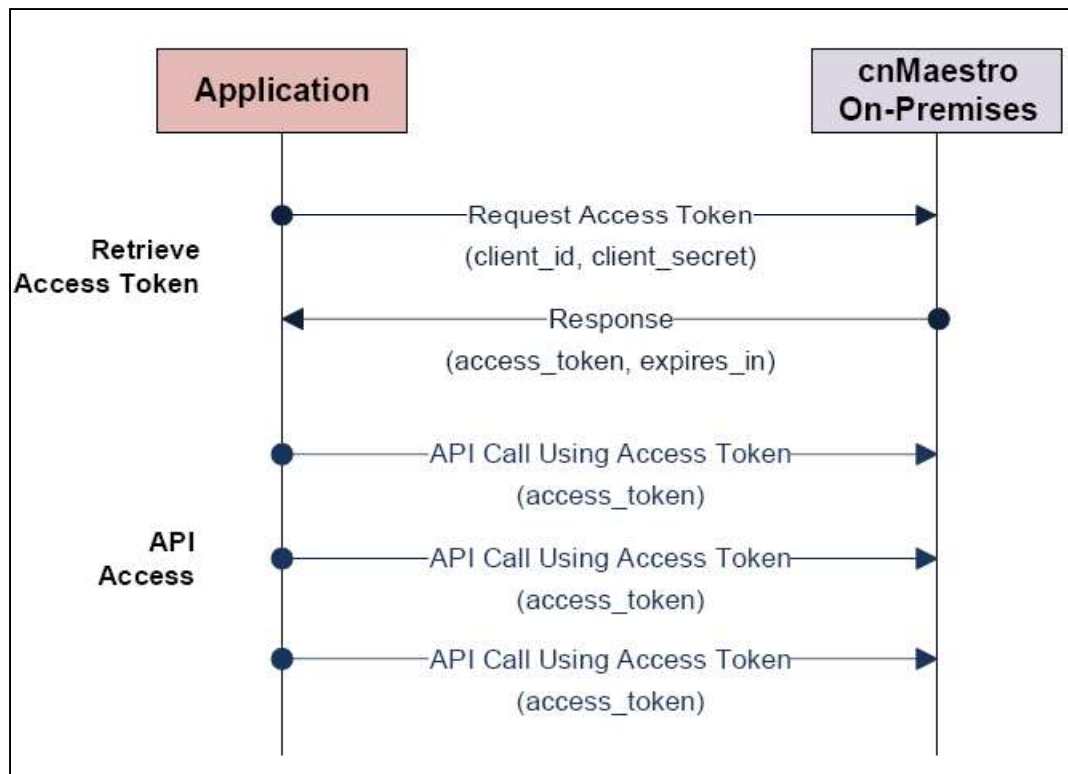 Application
cnMaestro
On-Premises
Retrieve
Access Token
Request Access Token
(client_id, client_secret)
Response
(access_token, expires_in)
API
Access
API Call Using Access Token
(access_token)
API Call Using Access Token
(access_token)
API Call Using Access Token
(access_token)